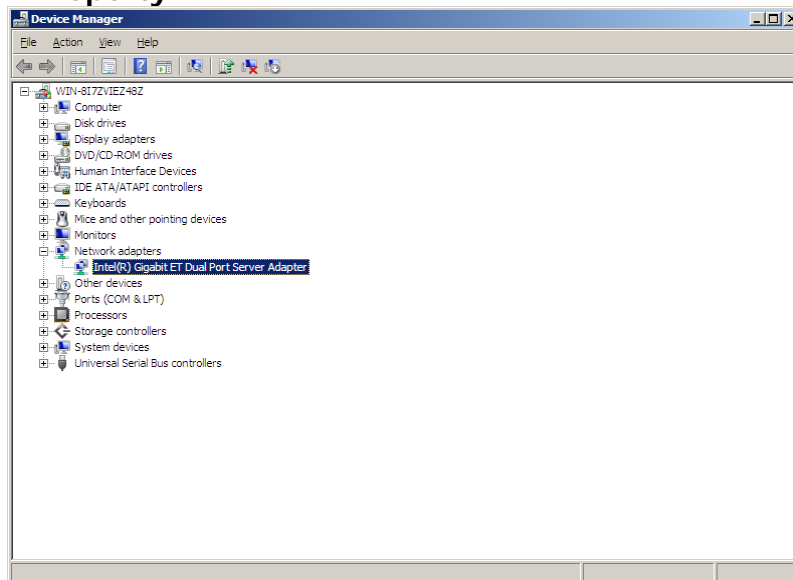 Device Manager
File Action View Help
WIN-8I7ZVIEZ48Z
Computer
Disk drives
Display adapters
DVD/CD-ROM drives
Human Interface Devices
IDE ATA/ATAPI controllers
Keyboards
Mice and other pointing devices
Monitors
Network adapters
Intel(R) Gigabit ET Dual Port Server Adapter
Other devices
Ports (COM & LPT)
Processors
Storage controllers
System devices
Universal Serial Bus controllers